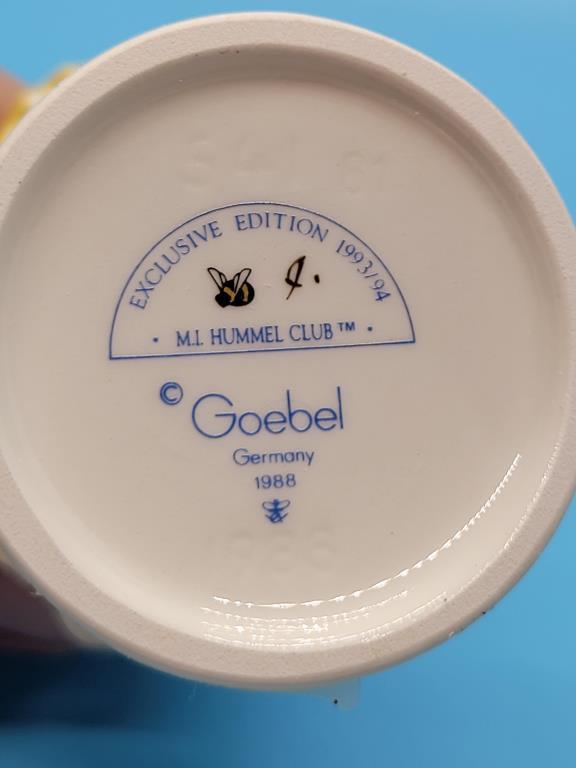 EXCLUSIVE EDITION 1993/94
• M.I. HUMMEL CLUB™ •
© Goebel
Germany
1988